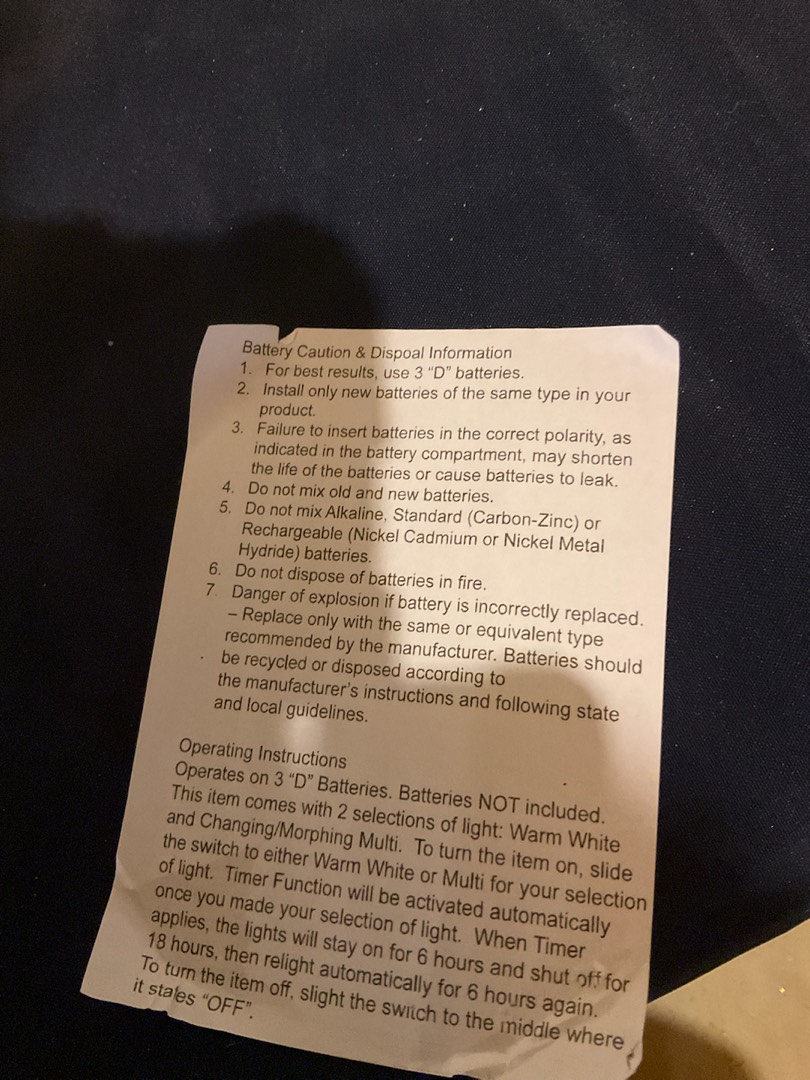 Battery Caution & Dispoal Information
1. For best results, use 3 "D" batteries.
2. Install only new batteries of the same type in your
product.
3. Failure to insert batteries in the correct polarity, as
indicated in the battery compartment, may shorten
the life of the batteries or cause batteries to leak.
4. Do not mix old and new batteries.
5. Do not mix Alkaline, Standard (Carbon-Zinc) or
Rechargeable (Nickel Cadmium or Nickel Metal
Hydride) batteries.
6. Do not dispose of batteries in fire.
7. Danger of explosion if battery is incorrectly replaced.
– Replace only with the same or equivalent type
recommended by the manufacturer. Batteries should
be recycled or disposed according to
the manufacturer's instructions and following state
and local guidelines.
Operating Instructions
Operates on 3 "D" Batteries. Batteries NOT included.
This item comes with 2 selections of light: Warm White
and Changing/Morphing Multi. To turn the item on, slide
the switch to either Warm White or Multi for your selection
of light. Timer Function will be activated automatically
once you made your selection of light. When Timer
applies, the lights will stay on for 6 hours and shut off for
18 hours, then relight automatically for 6 hours again.
To turn the item off, slight the switch to the middle where
it states "OFF".